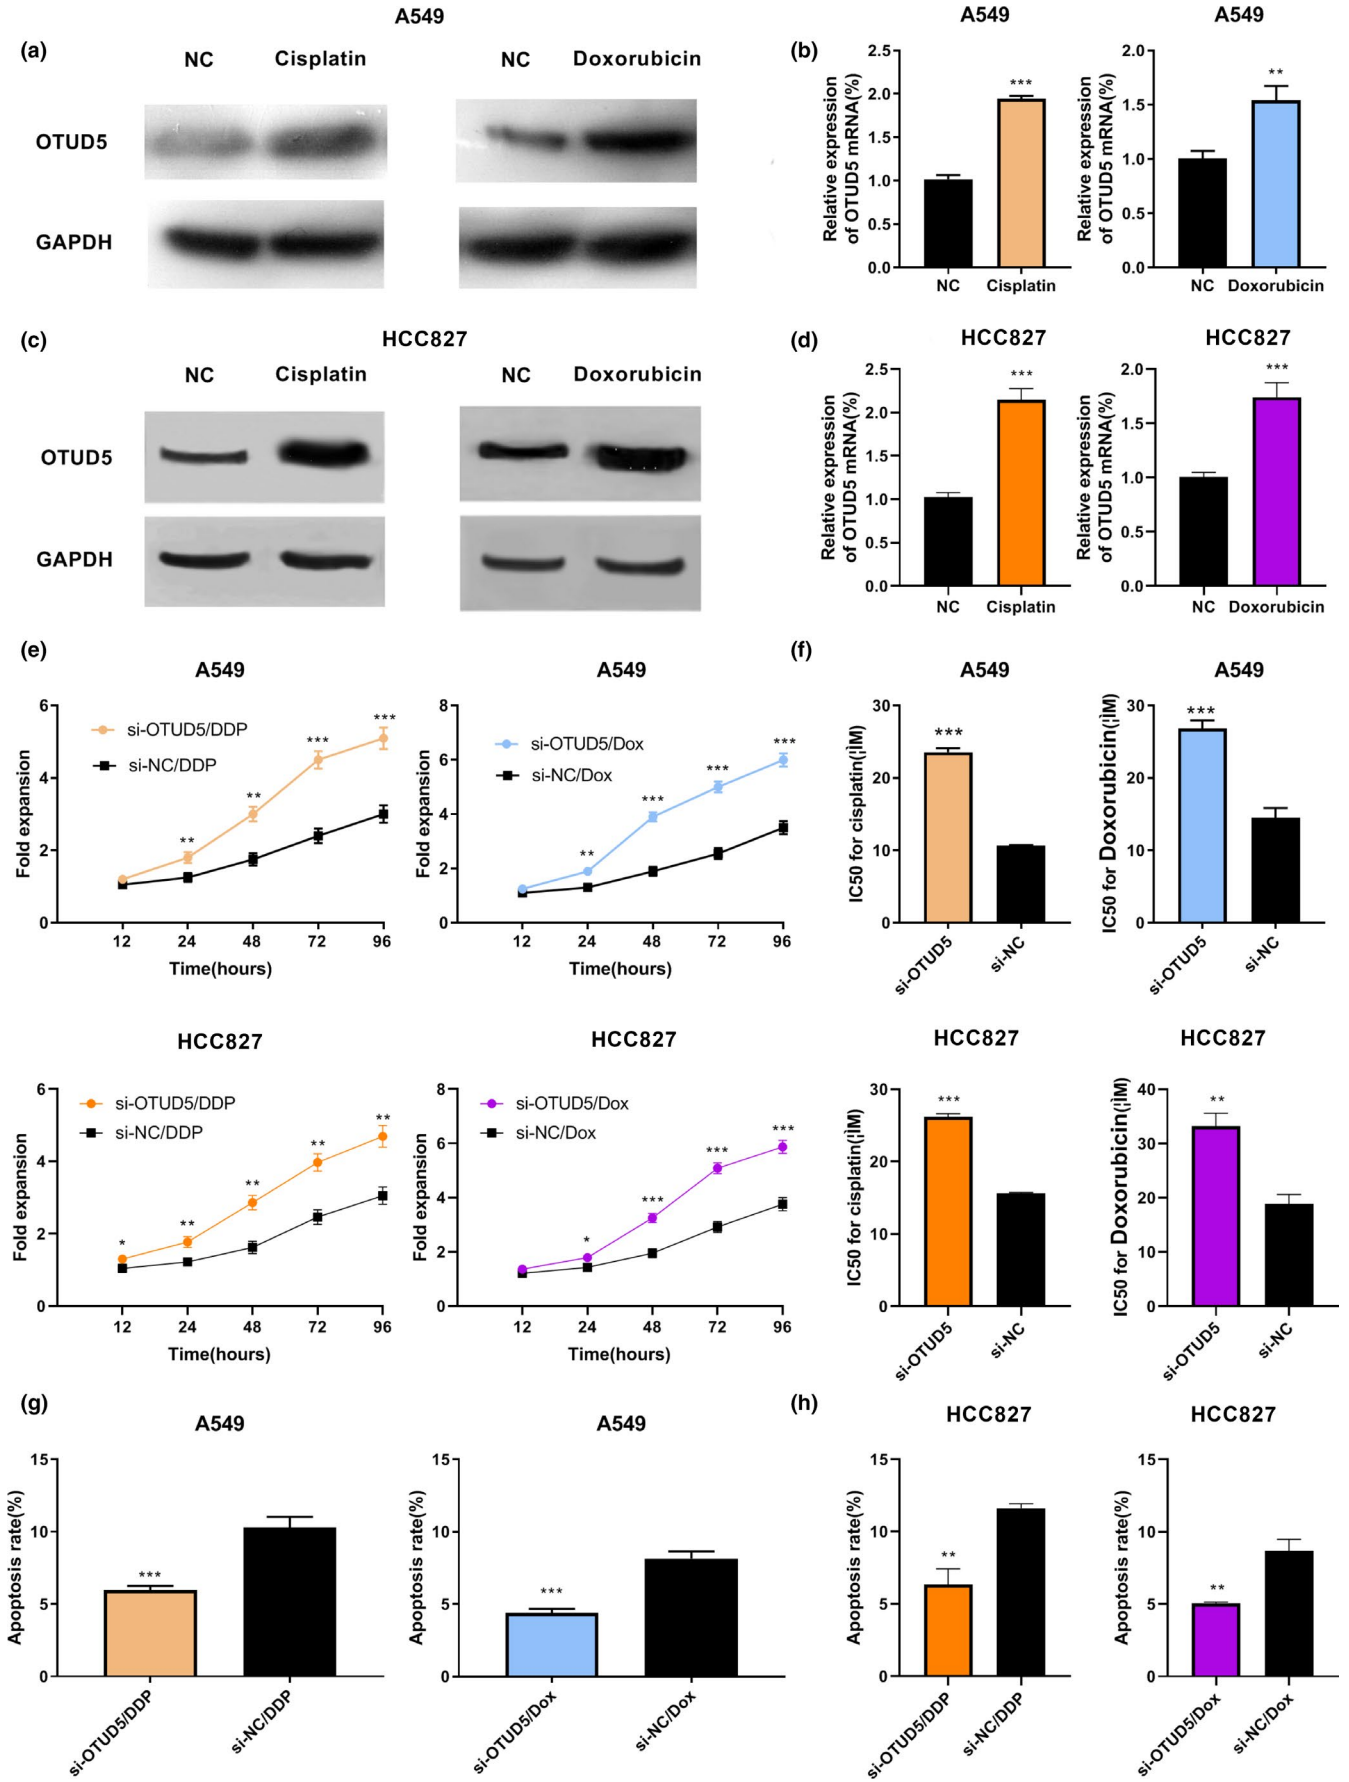 A549
(a)
NC Cisplatin
NC Doxorubicin
OTUD5
GAPDH
(b)
A549
Relative expression
of OTUD5 mRNA(%)
2.5
2.0
1.5
1.0
0.5
0.0
***
NC Cisplatin
A549
Relative expression
of OTUD5 mRNA(%)
2.0
1.5
1.0
0.5
0.0
**
NC Doxorubicin
(c)
HCC827
NC Cisplatin
NC Doxorubicin
OTUD5
GAPDH
(d)
HCC827
Relative expression
of OTUD5 mRNA(%)
2.5
2.0
1.5
1.0
0.5
0.0
***
NC Cisplatin
HCC827
Relative expression
of OTUD5 mRNA(%)
2.0
1.5
1.0
0.5
0.0
***
NC Doxorubicin
(e)
A549
Fold expansion
6
4
2
0
si-OTUD5/DDP
si-NC/DDP
** ** *** ***
12 24 48 72 96
Time(hours)
A549
Fold expansion
8
6
4
2
0
si-OTUD5/Dox
si-NC/Dox
** *** *** ***
12 24 48 72 96
Time(hours)
(f)
A549
IC50 for cisplatin(¡ÌM)
30
20
10
0
***
si-OTUD5
si-NC
A549
IC50 for Doxorubicin(¡ÌM)
30
20
10
0
***
si-OTUD5
si-NC
HCC827
Fold expansion
6
4
2
0
si-OTUD5/DDP
si-NC/DDP
* ** ** ** **
12 24 48 72 96
Time(hours)
HCC827
Fold expansion
8
6
4
2
0
si-OTUD5/Dox
si-NC/Dox
* *** *** ***
12 24 48 72 96
Time(hours)
HCC827
IC50 for cisplatin(¡ÌM)
30
20
10
0
***
si-OTUD5
si-NC
HCC827
IC50 for Doxorubicin(¡ÌM)
40
30
20
10
0
**
si-OTUD5
si-NC
(g)
A549
Apoptosis rate(%)
15
10
5
0
***
si-OTUD5/DDP
si-NC/DDP
A549
Apoptosis rate(%)
15
10
5
0
***
si-OTUD5/Dox
si-NC/Dox
(h)
HCC827
Apoptosis rate(%)
15
10
5
0
**
si-OTUD5/DDP
si-NC/DDP
HCC827
Apoptosis rate(%)
15
10
5
0
**
si-OTUD5/Dox
si-NC/Dox